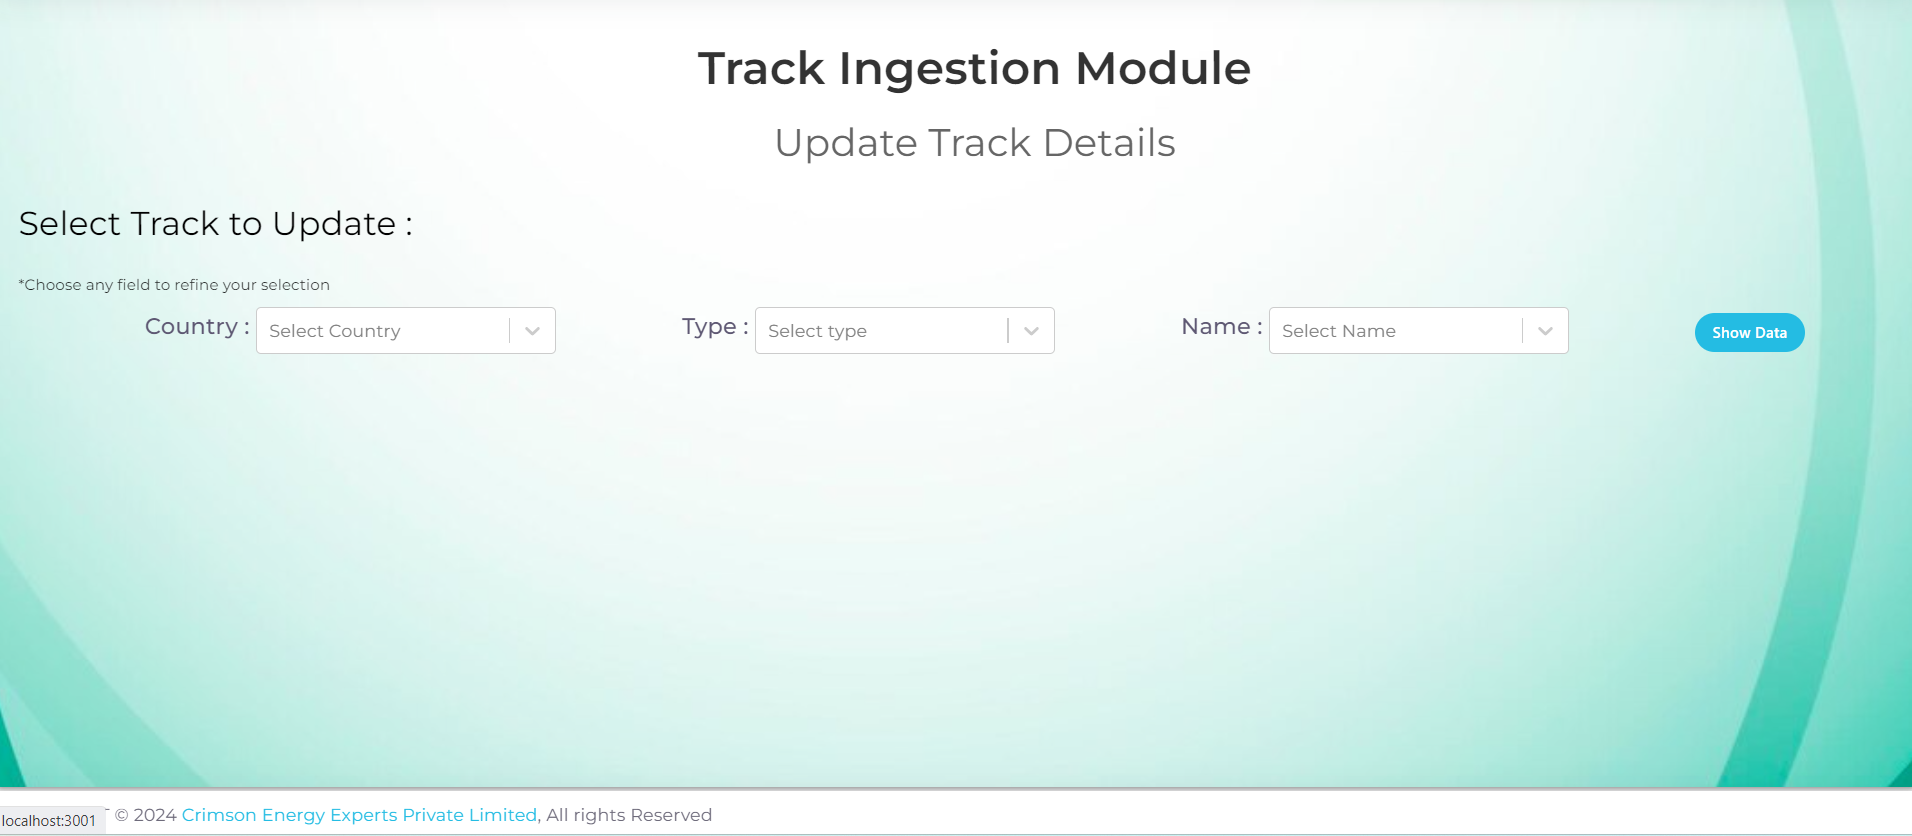 Track Ingestion Module
Update Track Details
Select Track to Update :
*Choose any field to refine your selection
Country : Select Country Type : Select type Name : Select Name Show Data
© 2024 Crimson Energy Experts Private Limited, All rights Reserved
localhost:3001